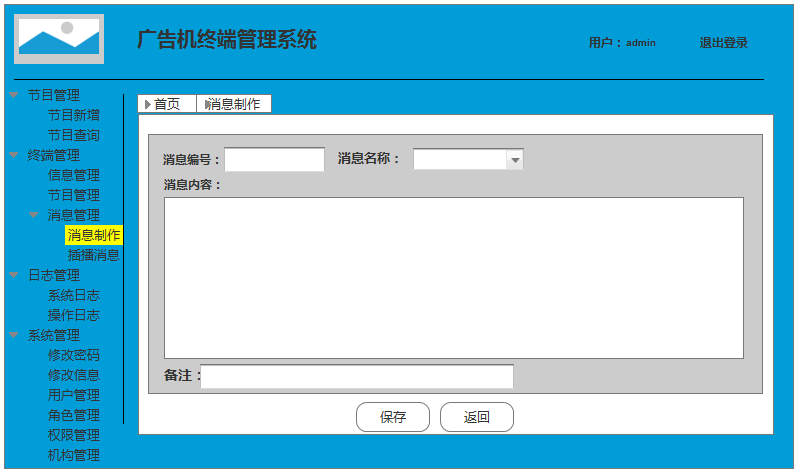 广告机终端管理系统
用户：admin
退出登录
节目管理
节目新增
节目查询
终端管理
信息管理
节目管理
消息管理
消息制作
插播消息
日志管理
系统日志
操作日志
系统管理
修改密码
修改信息
用户管理
角色管理
权限管理
机构管理
首页
消息制作
消息编号：
消息名称：
消息内容：
备注：
保存
返回